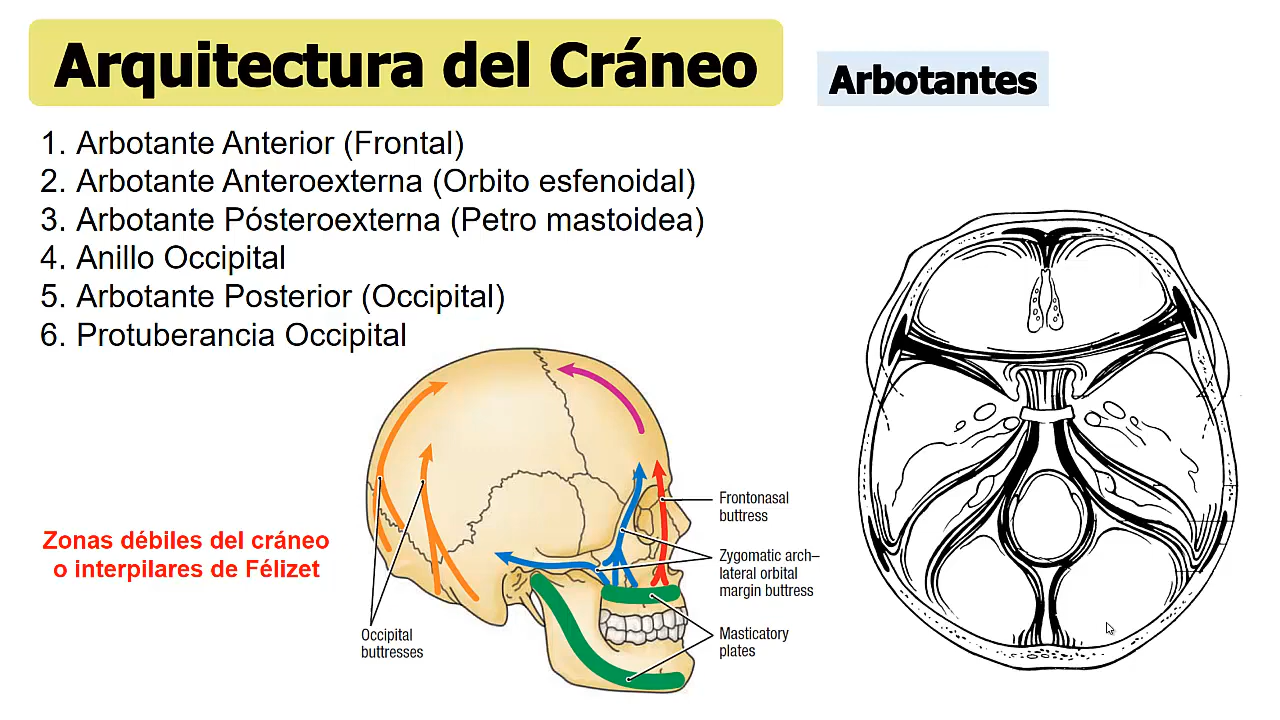 Arquitectura del Cráneo
Arbotantes
1. Arbotante Anterior (Frontal)
2. Arbotante Anteroexterna (Orbito esfenoidal)
3. Arbotante Pósteroexterna (Petro mastoidea)
4. Anillo Occipital
5. Arbotante Posterior (Occipital)
6. Protuberancia Occipital
Zonas débiles del cráneo
o interpilares de Félizet
Frontonasal
buttress
Zygomatic arch–
lateral orbital
margin buttress
Masticatory
plates
Occipital
buttresses